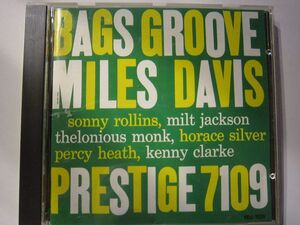 BAGS GROOVE
MILES DAVIS
sonny rollins, milt jackson
thelonious monk, horace silver
percy heath, kenny clarke,
PRESTIGE 7109